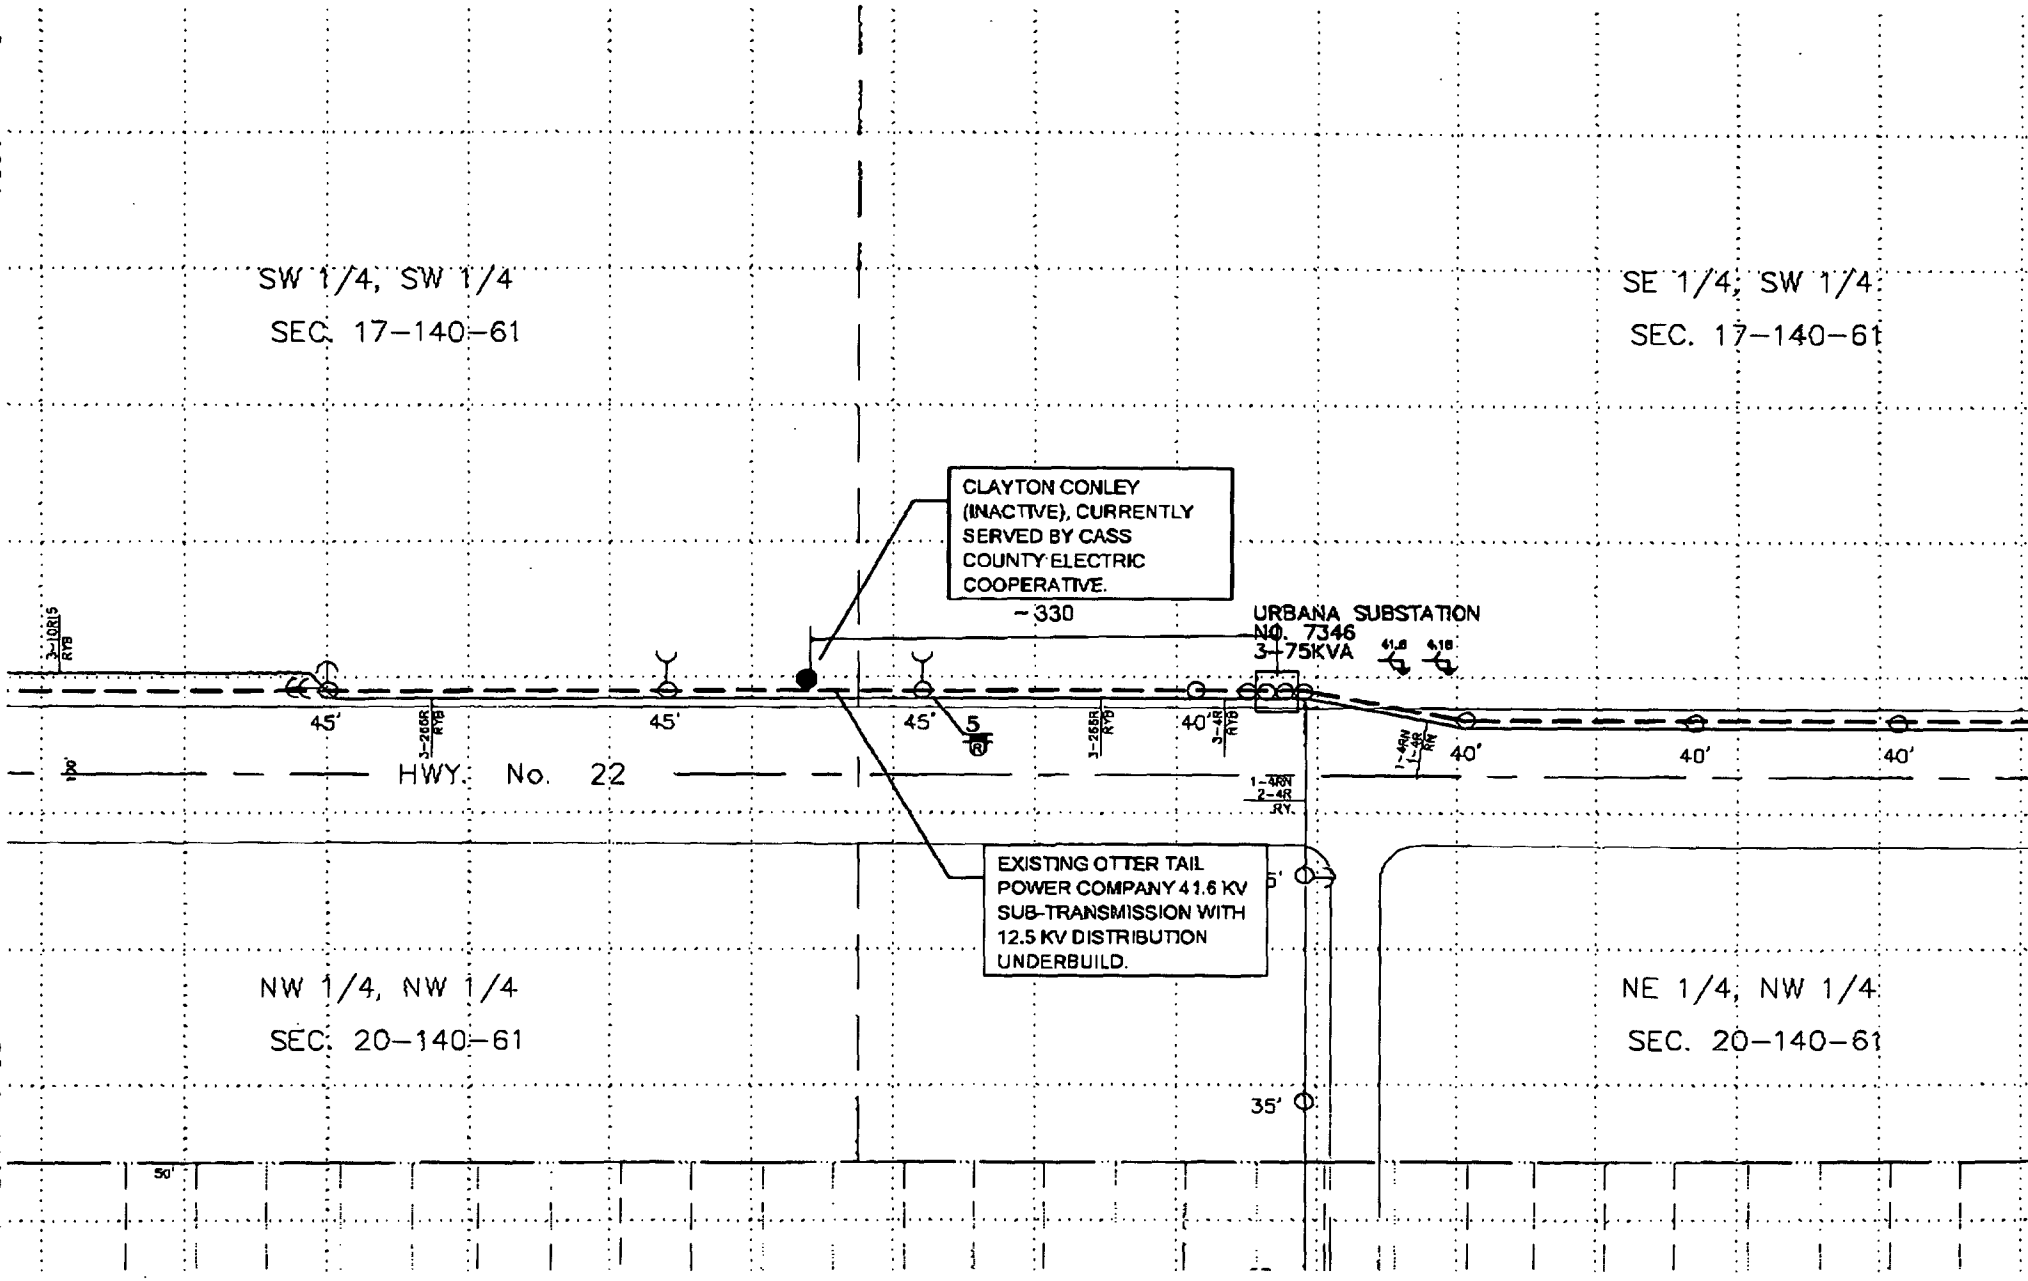 SW 1/4, SW 1/4
SEC. 17-140-61
SE 1/4, SW 1/4
SEC. 17-140-61
CLAYTON CONLEY
(INACTIVE), CURRENTLY
SERVED BY CASS
COUNTY ELECTRIC
COOPERATIVE.
~330
URBANA SUBSTATION
NO. 7346
3-75KVA
41.6
4.16
3-10R15
RYB
45'
3-266R
RYB
45'
45'
5
R
3-266R
RYB
40'
3-4R
RYB
1-4RN
1-4R
RN
40'
40'
40'
100'
HWY. No. 22
1-4RN
2-4R
RY
EXISTING OTTER TAIL
POWER COMPANY 41.6 KV
SUB-TRANSMISSION WITH
12.5 KV DISTRIBUTION
UNDERBUILD.
5'
NW 1/4, NW 1/4
SEC. 20-140-61
NE 1/4, NW 1/4
SEC. 20-140-61
35'
50'